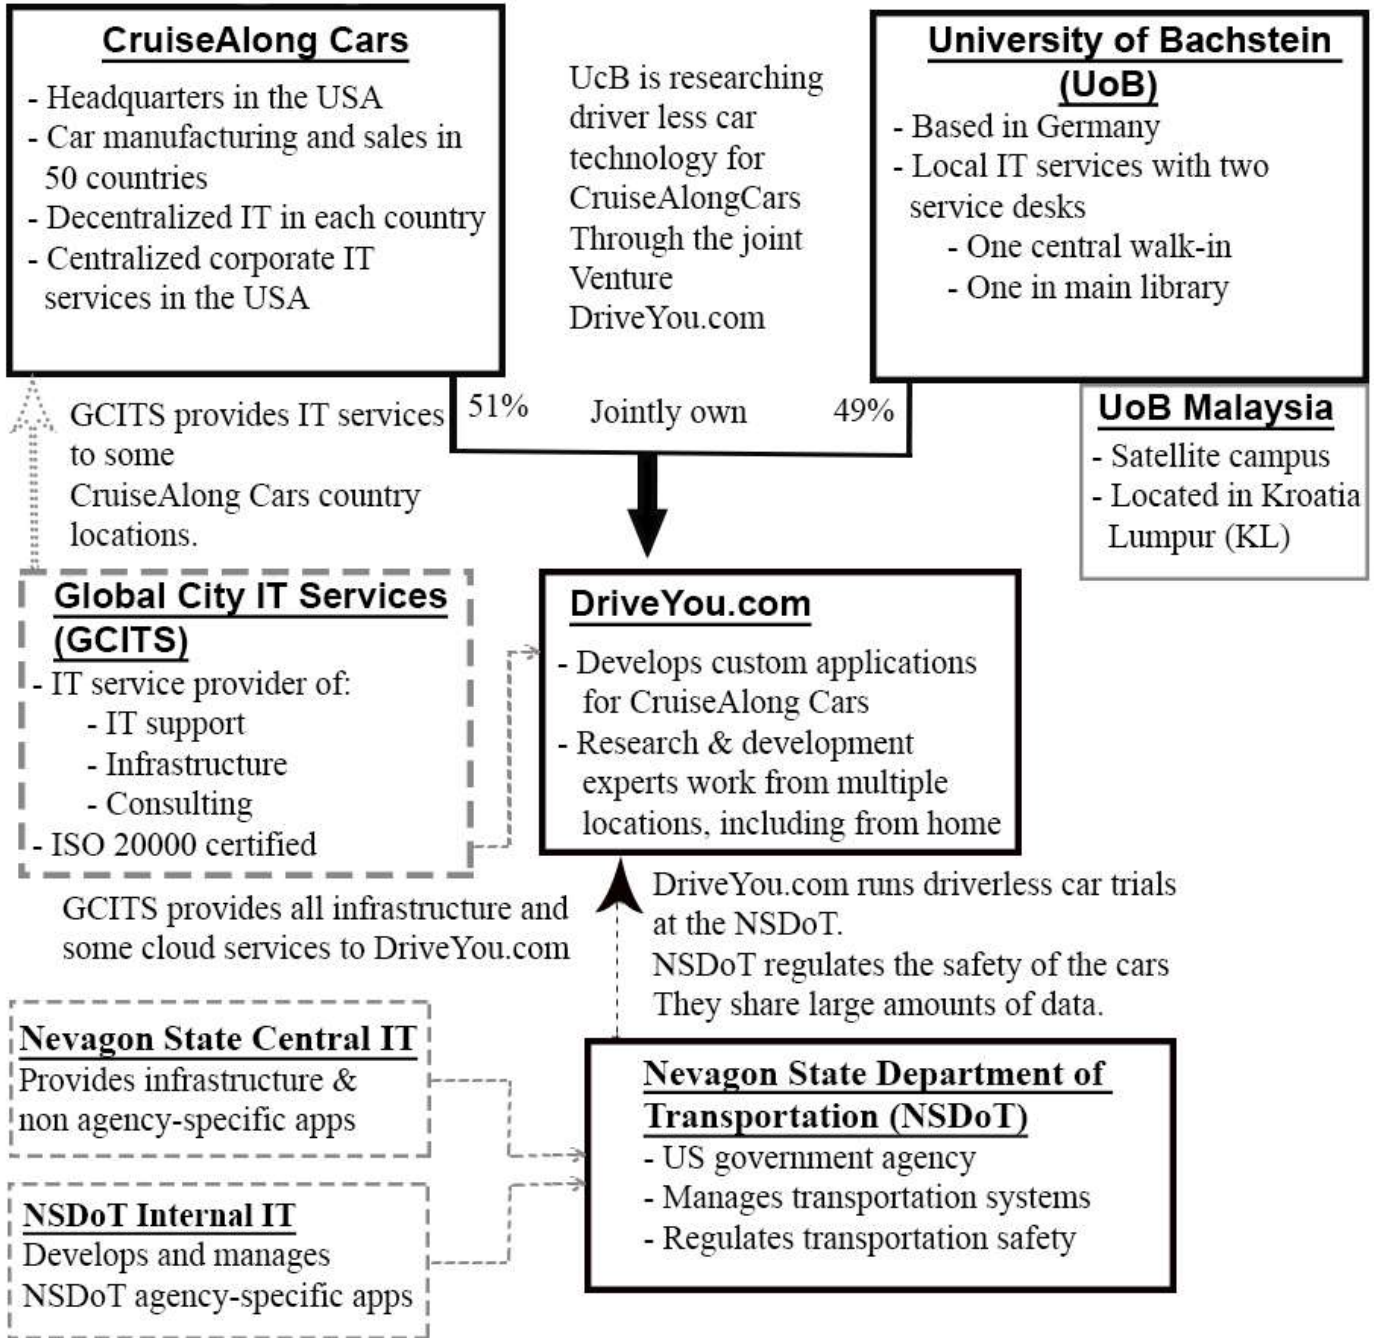 CruiseAlong Cars
- Headquarters in the USA
- Car manufacturing and sales in
50 countries
- Decentralized IT in each country
- Centralized corporate IT
services in the USA
UcB is researching
driver less car
technology for
CruiseAlongCars
Through the joint
Venture
DriveYou.com
University of Bachstein
(UoB)
- Based in Germany
- Local IT services with two
service desks
- One central walk-in
- One in main library
UoB Malaysia
- Satellite campus
- Located in Kroatia
Lumpur (KL)
51% Jointly own 49%
GCITS provides IT services
to some
CruiseAlong Cars country
locations.
Global City IT Services
(GCITS)
- IT service provider of:
- IT support
- Infrastructure
- Consulting
- ISO 20000 certified
DriveYou.com
- Develops custom applications
for CruiseAlong Cars
- Research & development
experts work from multiple
locations, including from home
GCITS provides all infrastructure and
some cloud services to DriveYou.com
DriveYou.com runs driverless car trials
at the NSDoT.
NSDoT regulates the safety of the cars
They share large amounts of data.
Nevagon State Central IT
Provides infrastructure &
non agency-specific apps
NSDoT Internal IT
Develops and manages
NSDoT agency-specific apps
Nevagon State Department of
Transportation (NSDoT)
- US government agency
- Manages transportation systems
- Regulates transportation safety